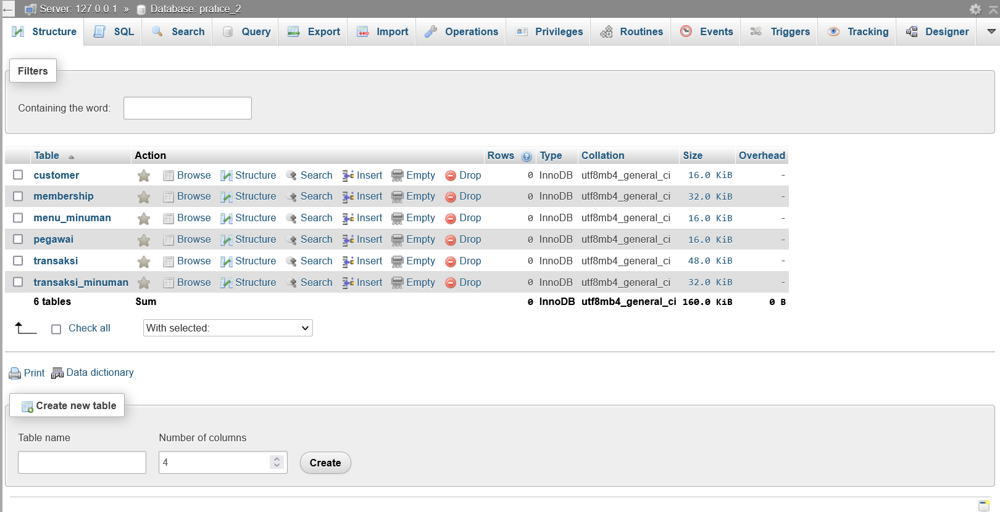 ← Server: 127.0.0.1 » Database: pratice_2
Structure SQL Search Query Export Import Operations Privileges Routines Events Triggers Tracking Designer
Filters
Containing the word:
Table Action Rows Type Collation Size Overhead
customer Browse Structure Search Insert Empty Drop 0 InnoDB utf8mb4_general_ci 16.0 KiB -
membership Browse Structure Search Insert Empty Drop 0 InnoDB utf8mb4_general_ci 32.0 KiB -
menu_minuman Browse Structure Search Insert Empty Drop 0 InnoDB utf8mb4_general_ci 16.0 KiB -
pegawai Browse Structure Search Insert Empty Drop 0 InnoDB utf8mb4_general_ci 16.0 KiB -
transaksi Browse Structure Search Insert Empty Drop 0 InnoDB utf8mb4_general_ci 48.0 KiB -
transaksi_minuman Browse Structure Search Insert Empty Drop 0 InnoDB utf8mb4_general_ci 32.0 KiB -
6 tables Sum 0 InnoDB utf8mb4_general_ci 160.0 KiB 0 B
Check all With selected:
Print Data dictionary
Create new table
Table name Number of columns
4 Create